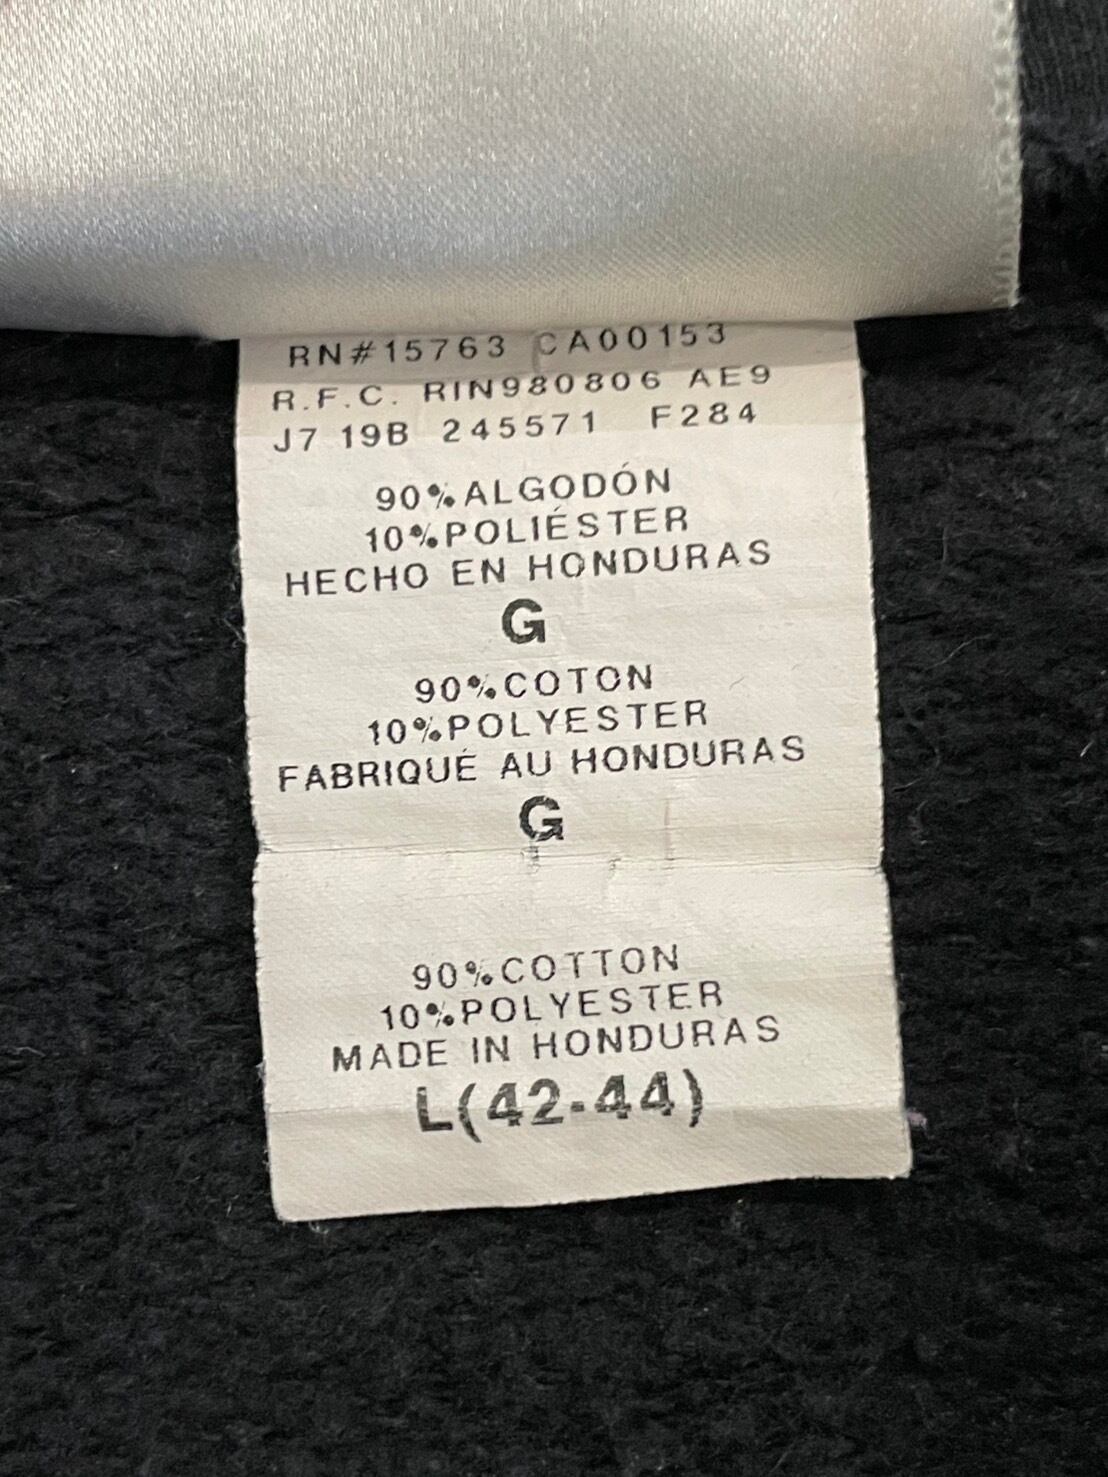 RN#15763 CA00153
R.F.C. RIN980806 AE9
J7 19B 245571 F284
90%ALGODÓN
10%POLIÉSTER
HECHO EN HONDURAS
G
90%COTON
10%POLYESTER
FABRIQUÉ AU HONDURAS
G
90%COTTON
10%POLYESTER
MADE IN HONDURAS
L(42-44)